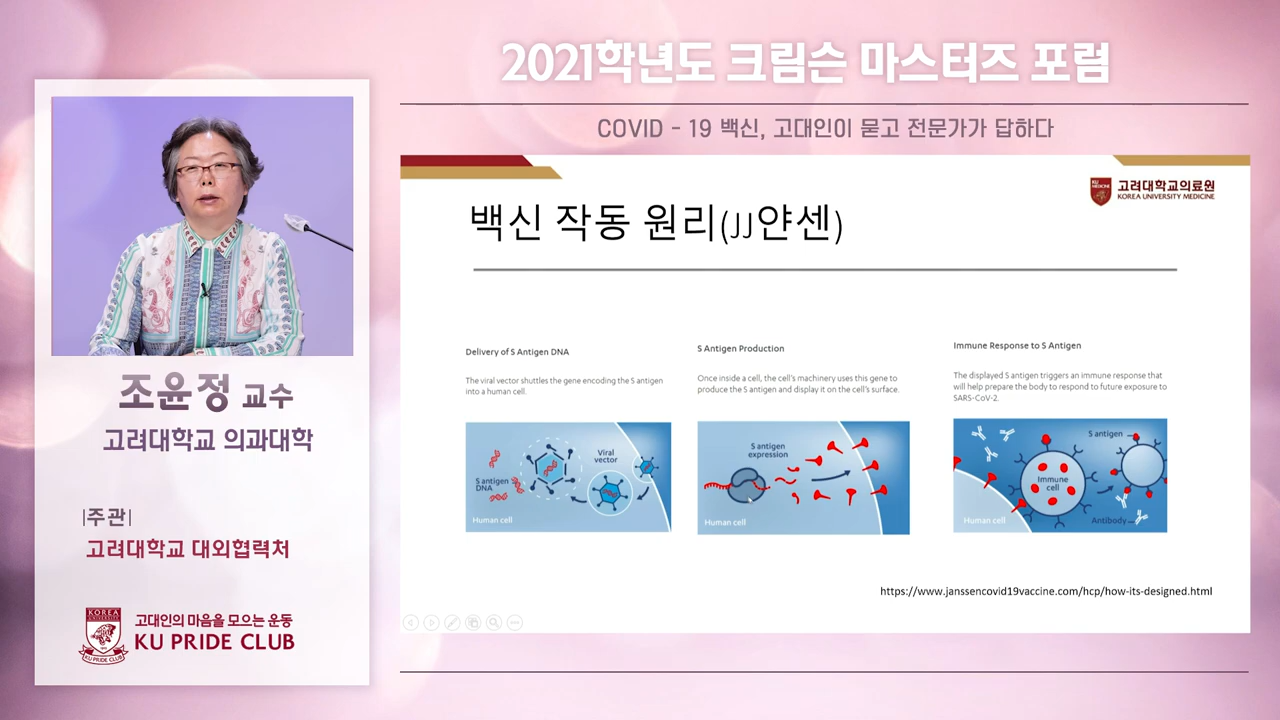 2021학년도 크림슨 마스터즈 포럼
COVID - 19 백신, 고대인이 묻고 전문가가 답하다
조윤정 교수
고려대학교 의과대학
|주관|
고려대학교 대외협력처
KOREA
UNIVERSITY
KU PRIDE CLUB
고대인의 마음을 모으는 운동
KU PRIDE CLUB
KU
MEDICINE
고려대학교의료원
KOREA UNIVERSITY MEDICINE
백신 작동 원리(JJ얀센)
Delivery of S Antigen DNA
The viral vector shuttles the gene encoding the S antigen
into a human cell.
S antigen
DNA
Viral
vector
Human cell
S Antigen Production
Once inside a cell, the cell's machinery uses this gene to
produce the S antigen and display it on the cell's surface.
S antigen
expression
Human cell
Immune Response to S Antigen
The displayed S antigen triggers an immune response that
will help prepare the body to respond to future exposure to
SARS-CoV-2.
S antigen
Immune
cell
Human cell
Antibody
https://www.janssencovid19vaccine.com/hcp/how-its-designed.html